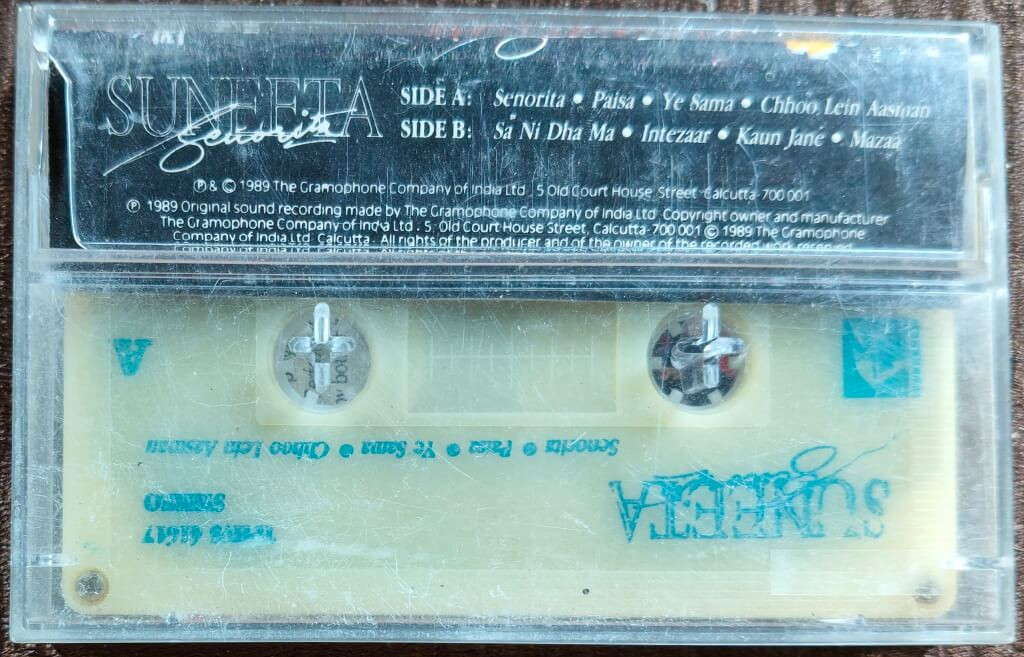 SUNEETA
Senorita
SIDE A: Senorita • Paisa • Ye Sama • Chhoo Lein Aasman
SIDE B: Sa Ni Dha Ma • Intezaar • Kaun Jane • Mazaa
℗ & © 1989 The Gramophone Company of India Ltd. 5 Old Court House Street Calcutta-700 001
℗ 1989 Original sound recording made by The Gramophone Company of India Ltd. Copyright owner and manufacturer
The Gramophone Company of India Ltd. 5, Old Court House Street, Calcutta-700 001 © 1989 The Gramophone
Company of India Ltd. Calcutta. All rights of the producer and of the owner of the recorded work reserved
A
Senorita • Paisa • Ye Sama • Chhoo Lein Aasman
SUNEETA
Senorita
STEREO
41617